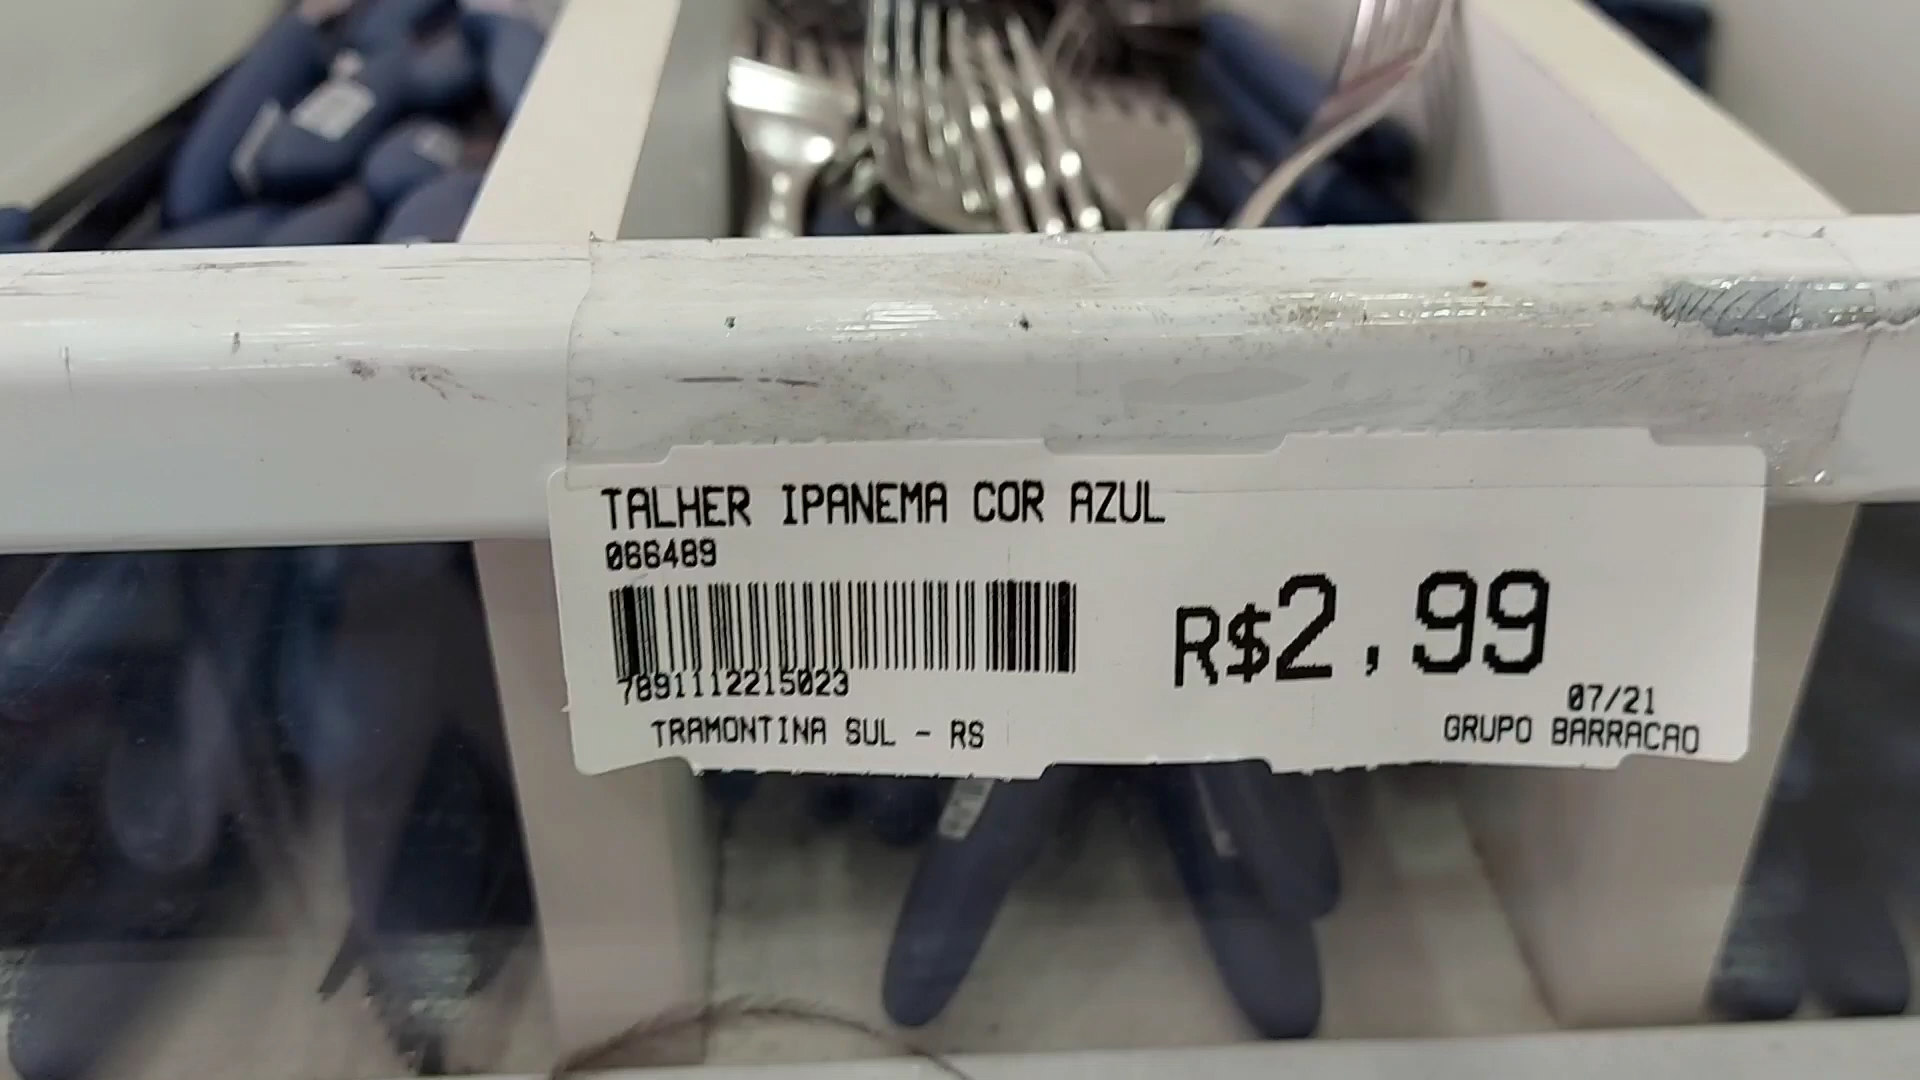 TALHER IPANEMA COR AZUL
066489
7891112215023
R$2,99
07/21
TRAMONTINA SUL - RS
GRUPO BARRACAO